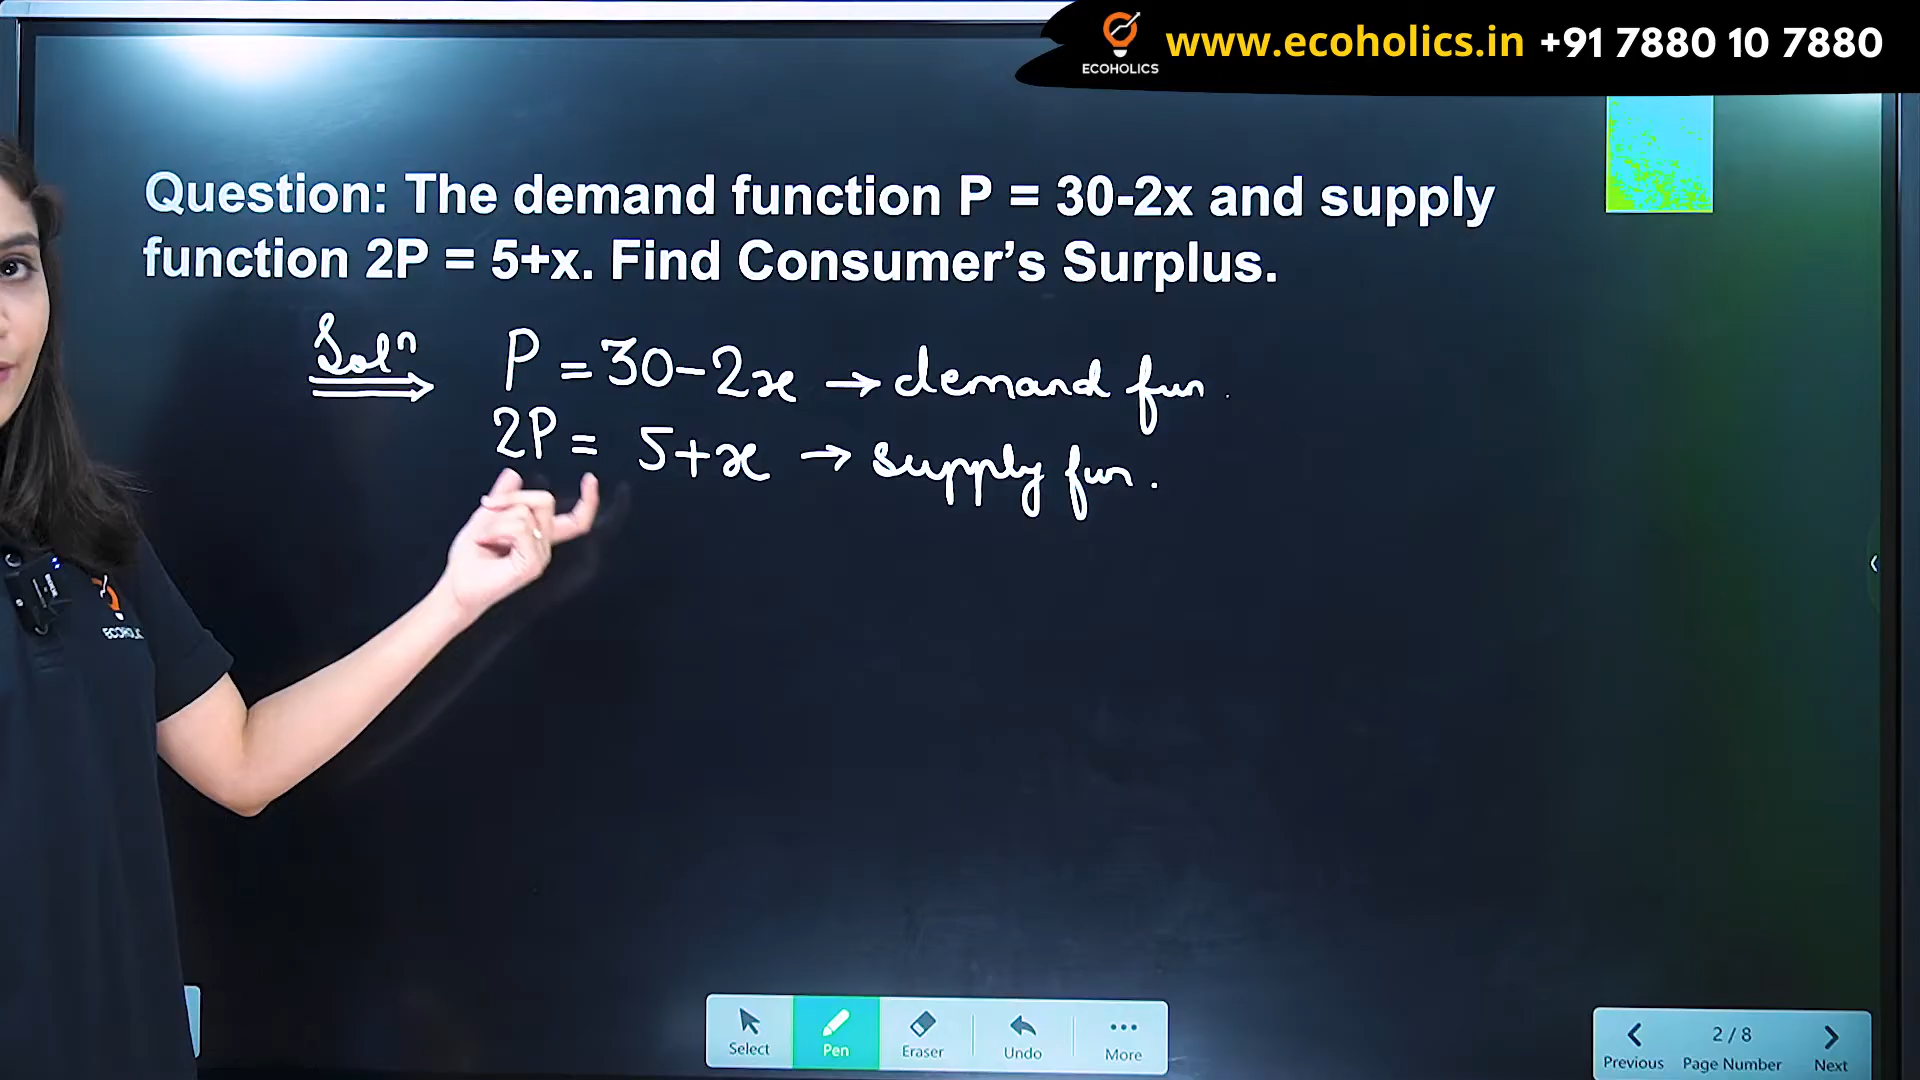 www.ecoholics.in +91 7880 10 7880
ECOHOLICS
Question: The demand function P = 30-2x and supply
function 2P = 5+x. Find Consumer’s Surplus.
Solⁿ P = 30-2x → demand fun.
2P = 5+x → supply fun.
Select Pen Eraser Undo More
2 / 8
Previous Page Number Next